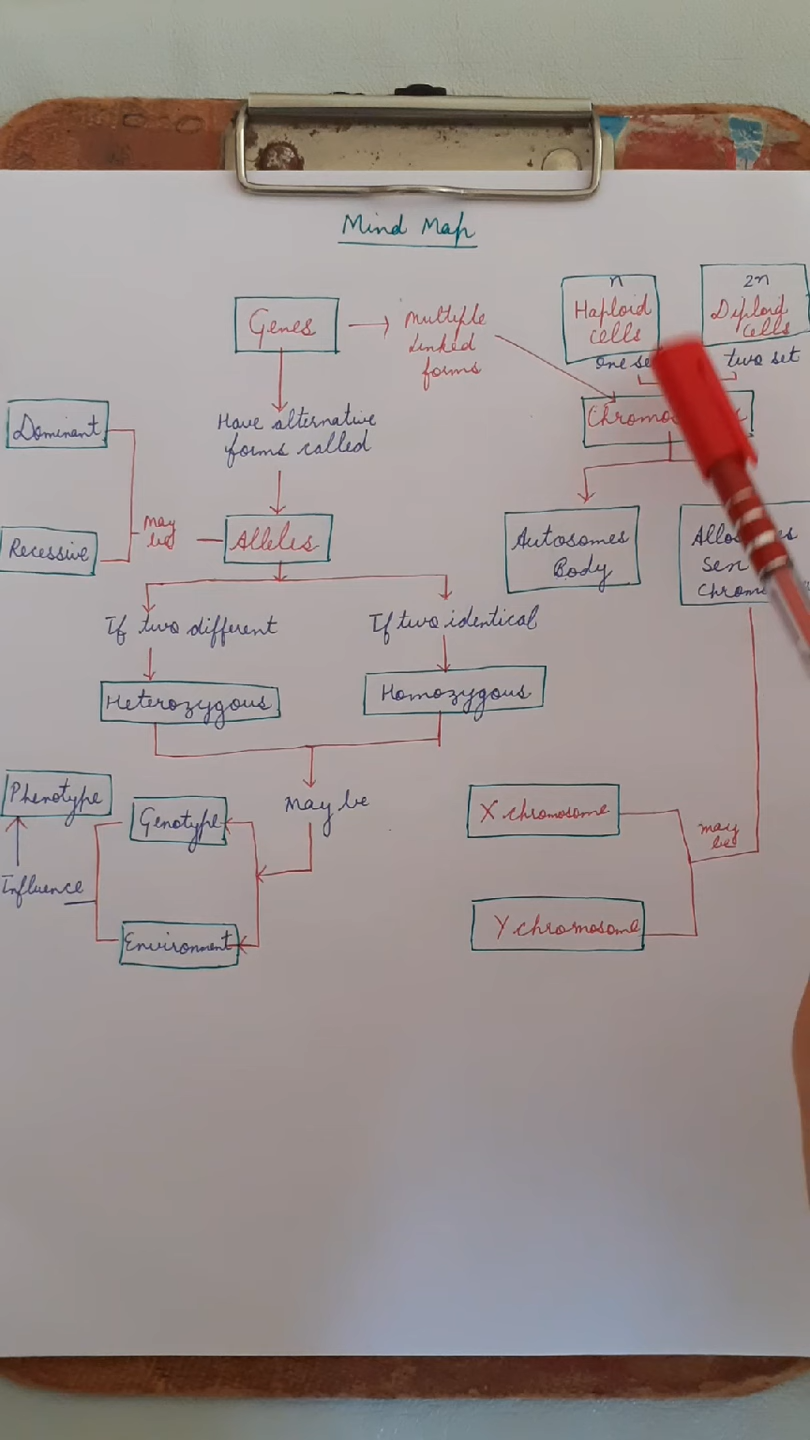 Mind Map
Genes
Multiple
Linked
forms
n
Haploid
cells
one se
2n
Diploid
cells
two set
Have alternative
forms called
Dominant
Recessive
may
be
Alleles
Autosomes
Body
Sex
If two different
If two identical
Heterozygous
Homozygous
may be
Phenotype
Genotype
Influence
Environment
X chromosome
may
be
Y chromosome